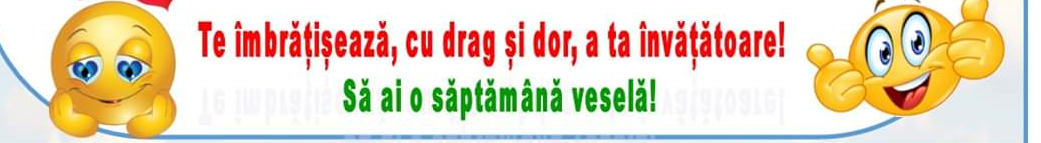 Te îmbrățișează, cu drag și dor, a ta învățătoare!
Să ai o săptămână veselă!